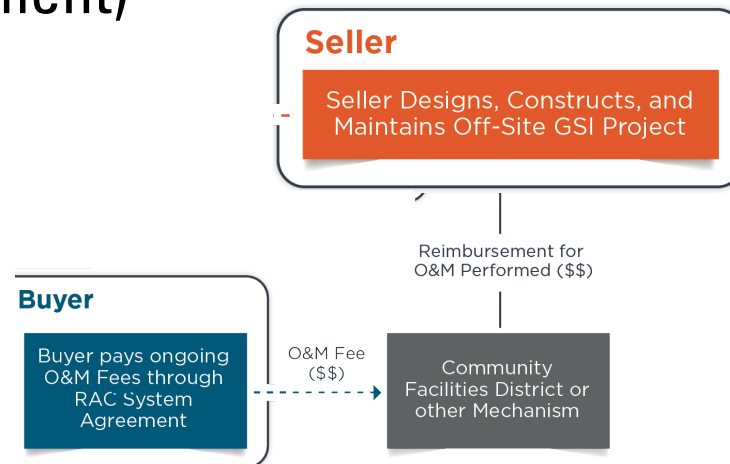 Seller
Seller Designs, Constructs, and
Maintains Off-Site GSI Project
Reimbursement for
O&M Performed ($$)
Buyer
Buyer pays ongoing
O&M Fees through
RAC System
Agreement
O&M Fee
($$)
Community
Facilities District or
other Mechanism